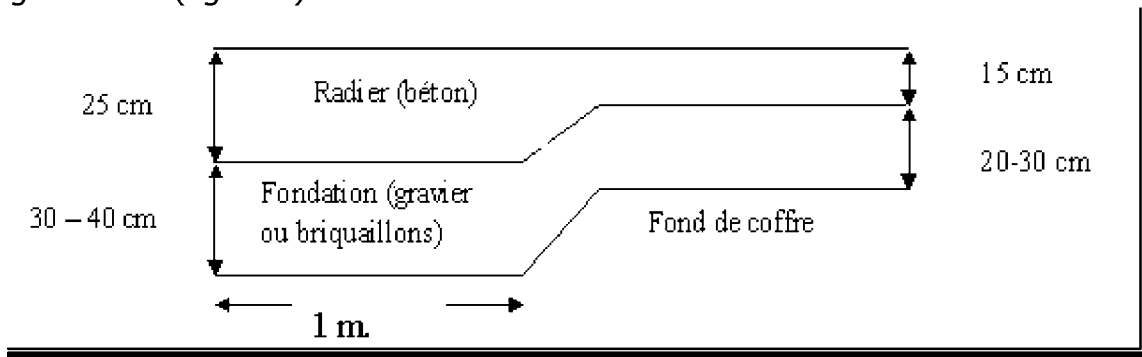 25 cm
Radier (béton)
15 cm
30 – 40 cm
Fondation (gravier
ou briquaillons)
20-30 cm
Fond de coffre
1 m.